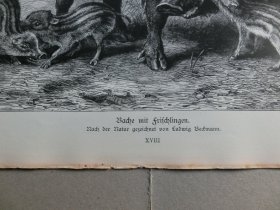 Bache mit Frischlingen.
Nach der Natur gezeichnet von Ludwig Beckmann.
XVIII